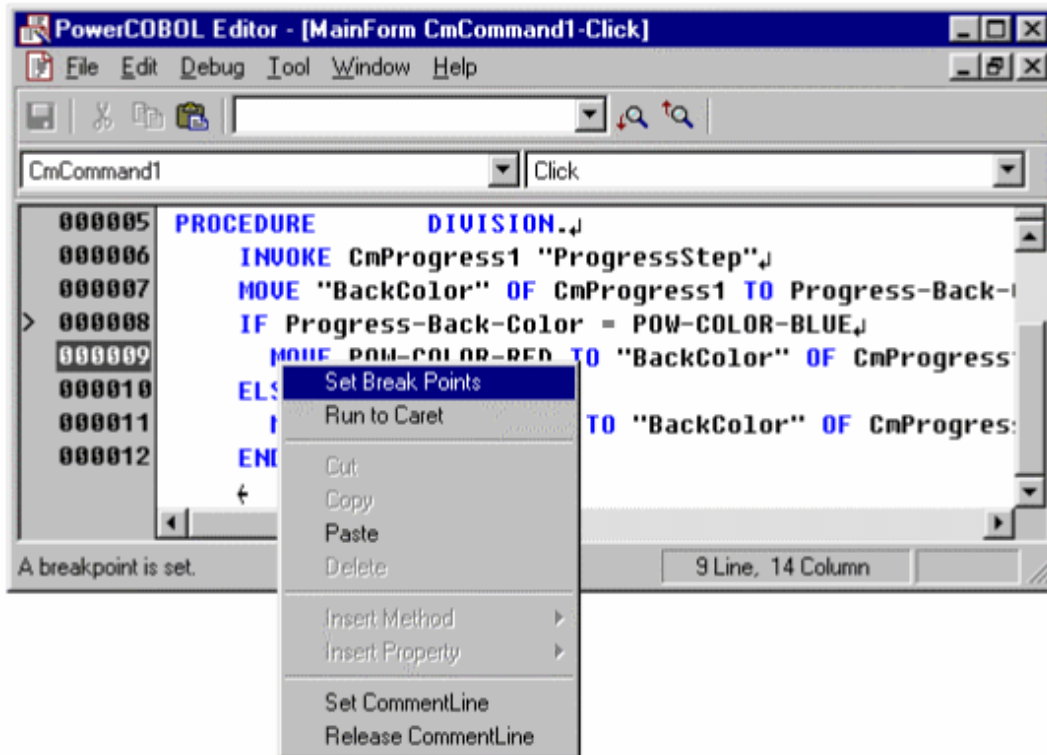 PowerCOBOL Editor - [MainForm CmCommand1-Click]
File Edit Debug Tool Window Help
CmCommand1 Click
000005 PROCEDURE DIVISION.
000006 INVOKE CmProgress1 "ProgressStep"
000007 MOVE "BackColor" OF CmProgress1 TO Progress-Back-
> 000008 IF Progress-Back-Color = POW-COLOR-BLUE
000009 MOVE POW-COLOR-RED TO "BackColor" OF CmProgress
000010 ELS
000011 TO "BackColor" OF CmProgres
000012 END
Set Break Points
Run to Caret
Cut
Copy
Paste
Delete
Insert Method
Insert Property
Set CommentLine
Release CommentLine
A breakpoint is set. 9 Line, 14 Column